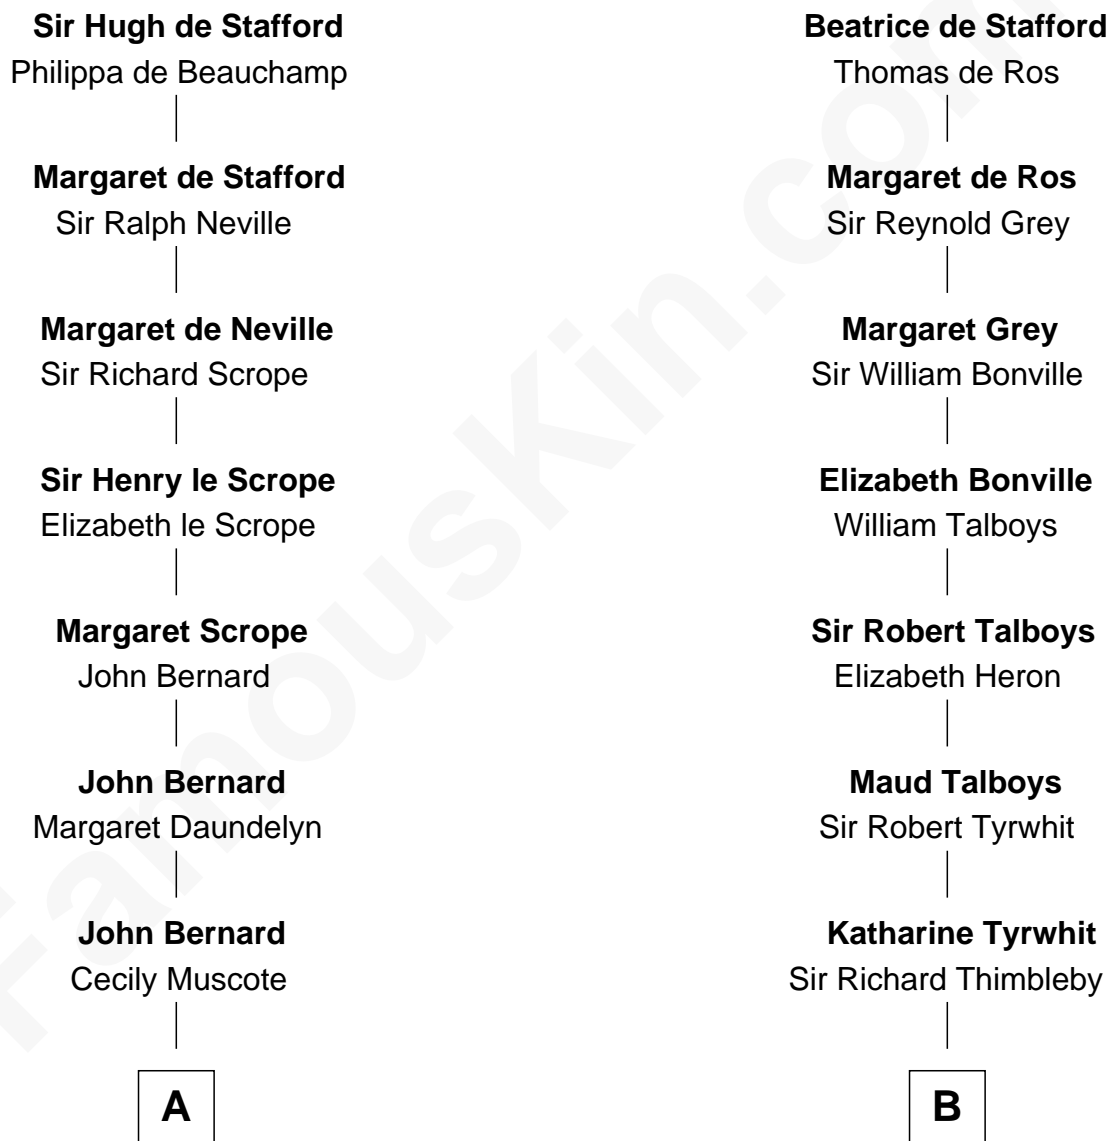 Sir Hugh de Stafford
Philippa de Beauchamp
Margaret de Stafford
Sir Ralph Neville
Margaret de Neville
Sir Richard Scrope
Sir Henry le Scrope
Elizabeth le Scrope
Margaret Scrope
John Bernard
John Bernard
Margaret Daundelyn
John Bernard
Cecily Muscote
A
Beatrice de Stafford
Thomas de Ros
Margaret de Ros
Sir Reynold Grey
Margaret Grey
Sir William Bonville
Elizabeth Bonville
William Talboys
Sir Robert Talboys
Elizabeth Heron
Maud Talboys
Sir Robert Tyrwhit
Katharine Tyrwhit
Sir Richard Thimbleby
B
FamousKin.com